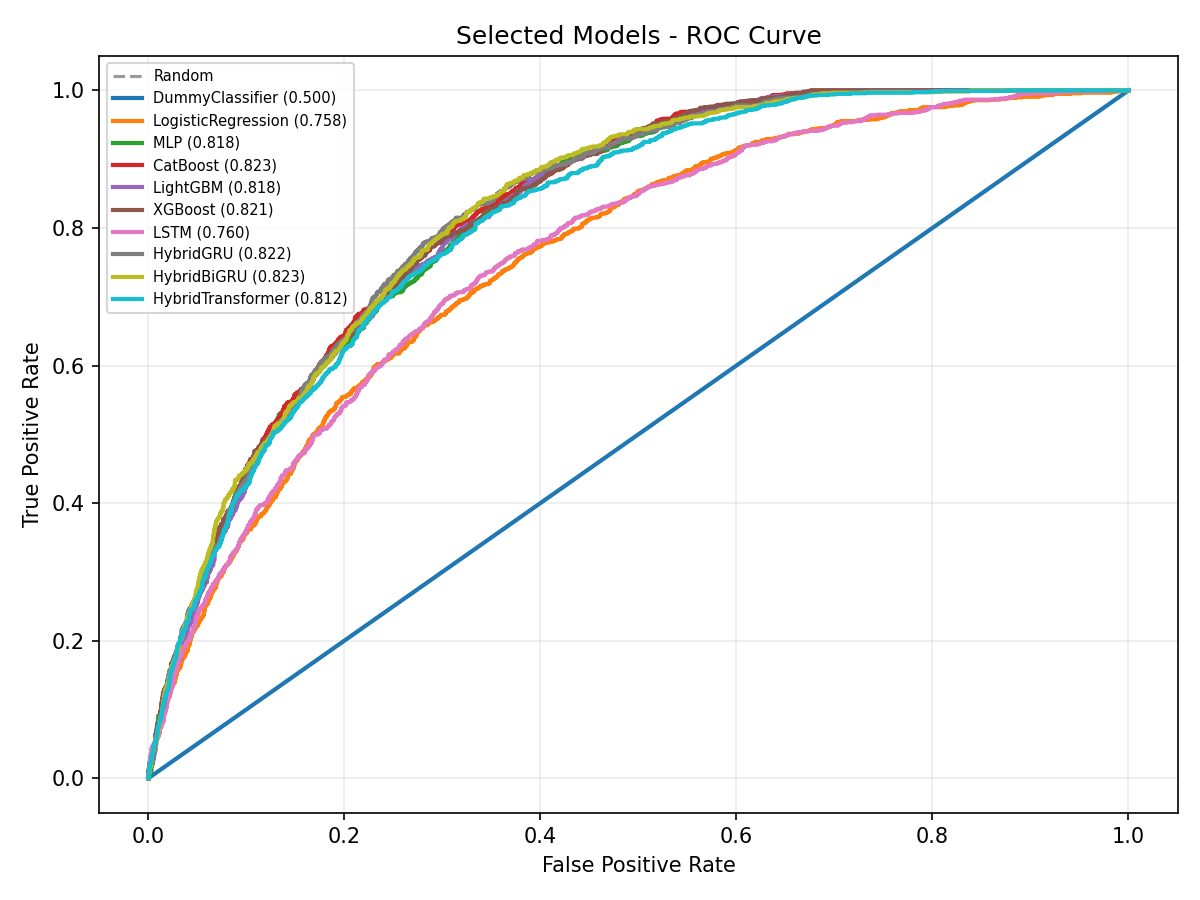 Selected Models - ROC Curve
Random
DummyClassifier (0.500)
LogisticRegression (0.758)
MLP (0.818)
CatBoost (0.823)
LightGBM (0.818)
XGBoost (0.821)
LSTM (0.760)
HybridGRU (0.822)
HybridBiGRU (0.823)
HybridTransformer (0.812)
True Positive Rate
1.0
0.8
0.6
0.4
0.2
0.0
0.0 0.2 0.4 0.6 0.8 1.0
False Positive Rate